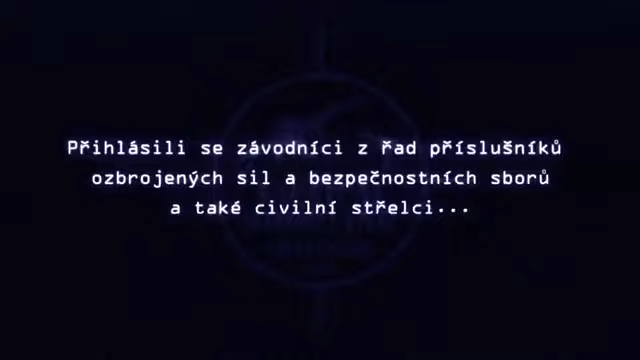 Přihlásili se závodníci z řad příslušníků
ozbrojených sil a bezpečnostních sborů
a také civilní střelci...